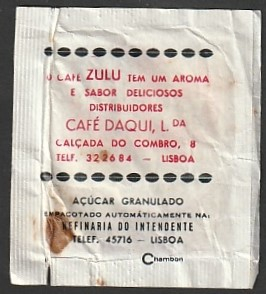 O CAFÉ ZULU TEM UM AROMA
E SABOR DELICIOSOS
DISTRIBUIDORES
CAFÉ DAQUI, L.DA
CALÇADA DO COMBRO, 8
TELF. 322684 — LISBOA
AÇÚCAR GRANULADO
EMPACOTADO AUTOMÁTICAMENTE NA:
REFINARIA DO INTENDENTE
TELEF. 45716 — LISBOA
Chambon